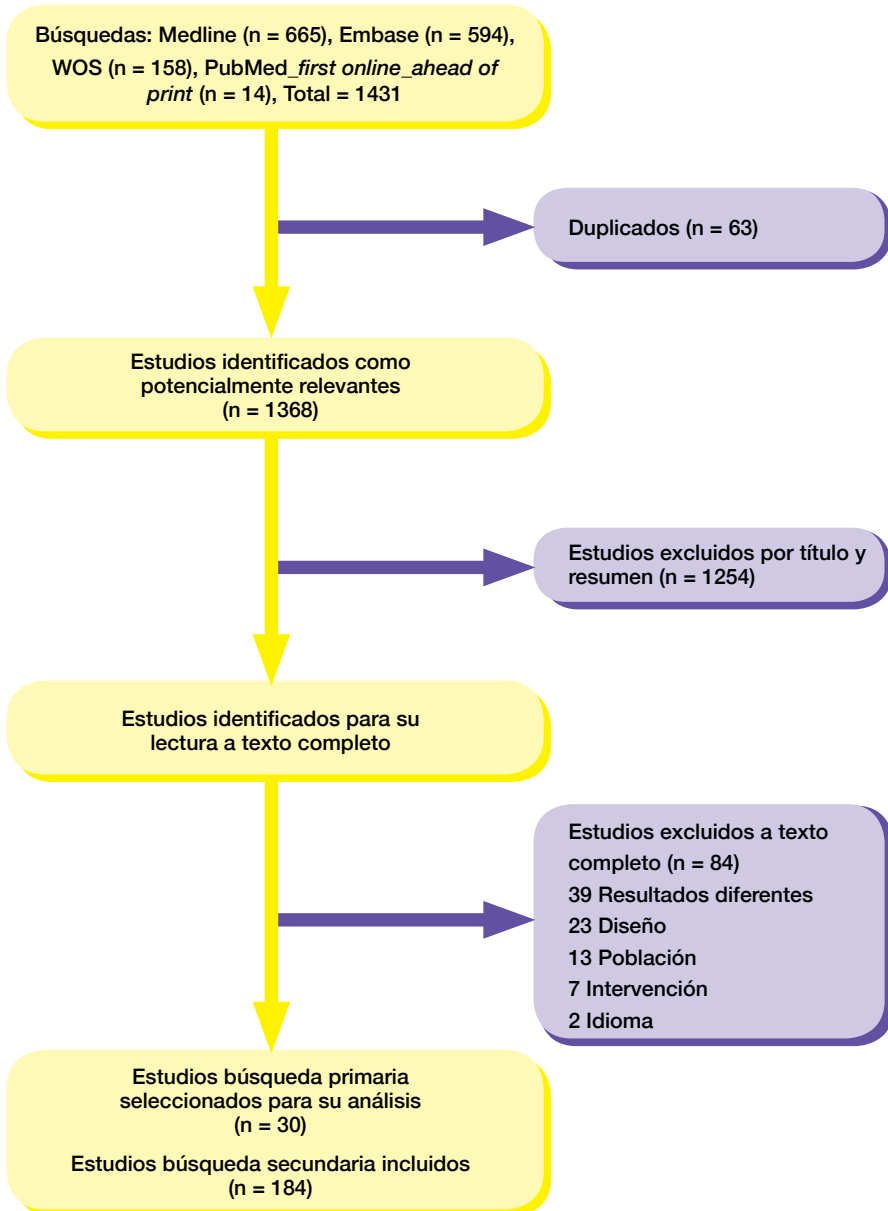 Búsquedas: Medline (n = 665), Embase (n = 594),
WOS (n = 158), PubMed_first online_ahead of
print (n = 14), Total = 1431
Duplicados (n = 63)
Estudios identificados como
potencialmente relevantes
(n = 1368)
Estudios excluidos por título y
resumen (n = 1254)
Estudios identificados para su
lectura a texto completo
Estudios excluidos a texto
completo (n = 84)
39 Resultados diferentes
23 Diseño
13 Población
7 Intervención
2 Idioma
Estudios búsqueda primaria
seleccionados para su análisis
(n = 30)
Estudios búsqueda secundaria incluidos
(n = 184)